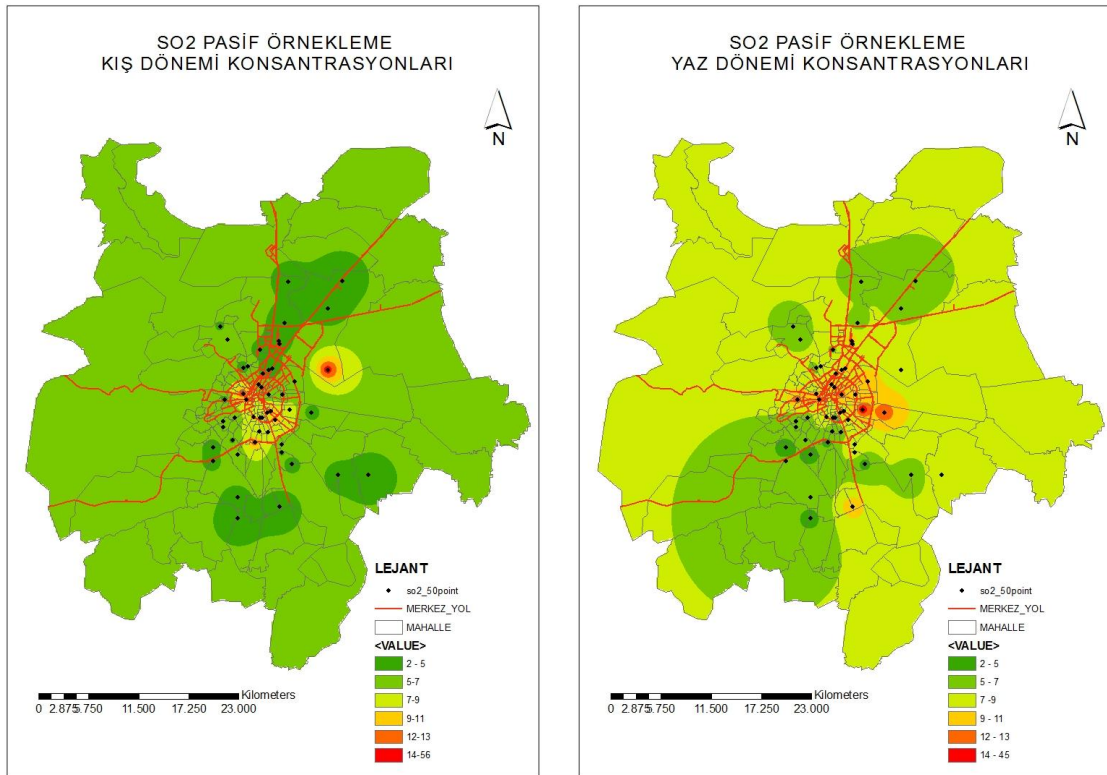 SO2 PASİF ÖRNEKLEME
KIŞ DÖNEMİ KONSANTRASYONLARI
N
LEJANT
so2_50point
MERKEZ_YOL
MAHALLE
<VALUE>
2 - 5
5-7
7-9
9-11
12-13
14-56
Kilometers
0 2.875 5.750 11.500 17.250 23.000
SO2 PASİF ÖRNEKLEME
YAZ DÖNEMİ KONSANTRASYONLARI
N
LEJANT
so2_50point
MERKEZ_YOL
MAHALLE
<VALUE>
2 - 5
5 - 7
7 -9
9 - 11
12 - 13
14 - 45
Kilometers
0 2.875 5.750 11.500 17.250 23.000